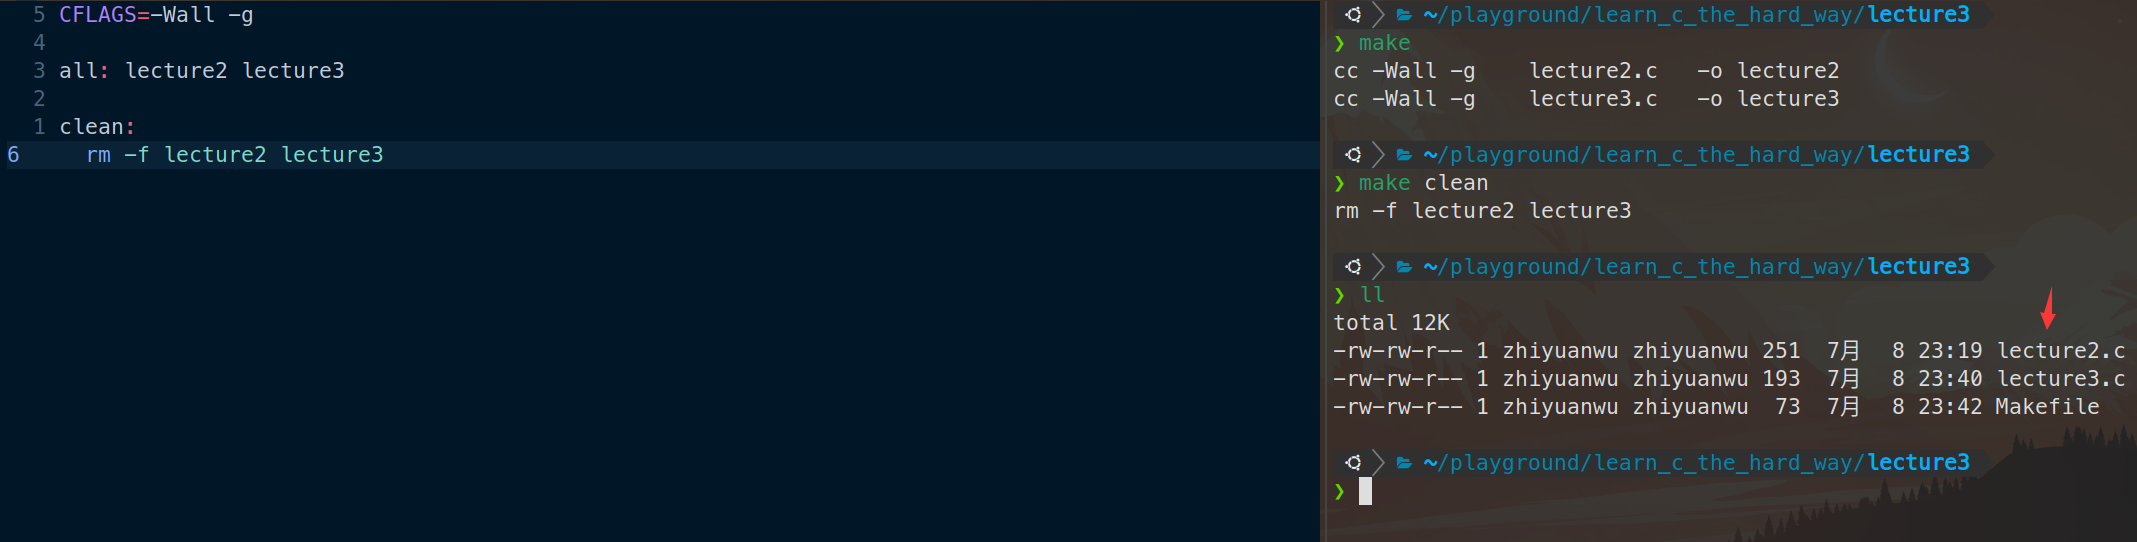 5 CFLAGS=-Wall -g
4
3 all: lecture2 lecture3
2
1 clean:
6 rm -f lecture2 lecture3
~/playground/learn_c_the_hard_way/lecture3
❯ make
cc -Wall -g    lecture2.c   -o lecture2
cc -Wall -g    lecture3.c   -o lecture3
~/playground/learn_c_the_hard_way/lecture3
❯ make clean
rm -f lecture2 lecture3
~/playground/learn_c_the_hard_way/lecture3
❯ ll
total 12K
-rw-rw-r-- 1 zhiyuanwu zhiyuanwu 251  7月  8 23:19 lecture2.c
-rw-rw-r-- 1 zhiyuanwu zhiyuanwu 193  7月  8 23:40 lecture3.c
-rw-rw-r-- 1 zhiyuanwu zhiyuanwu  73  7月  8 23:42 Makefile
~/playground/learn_c_the_hard_way/lecture3
❯